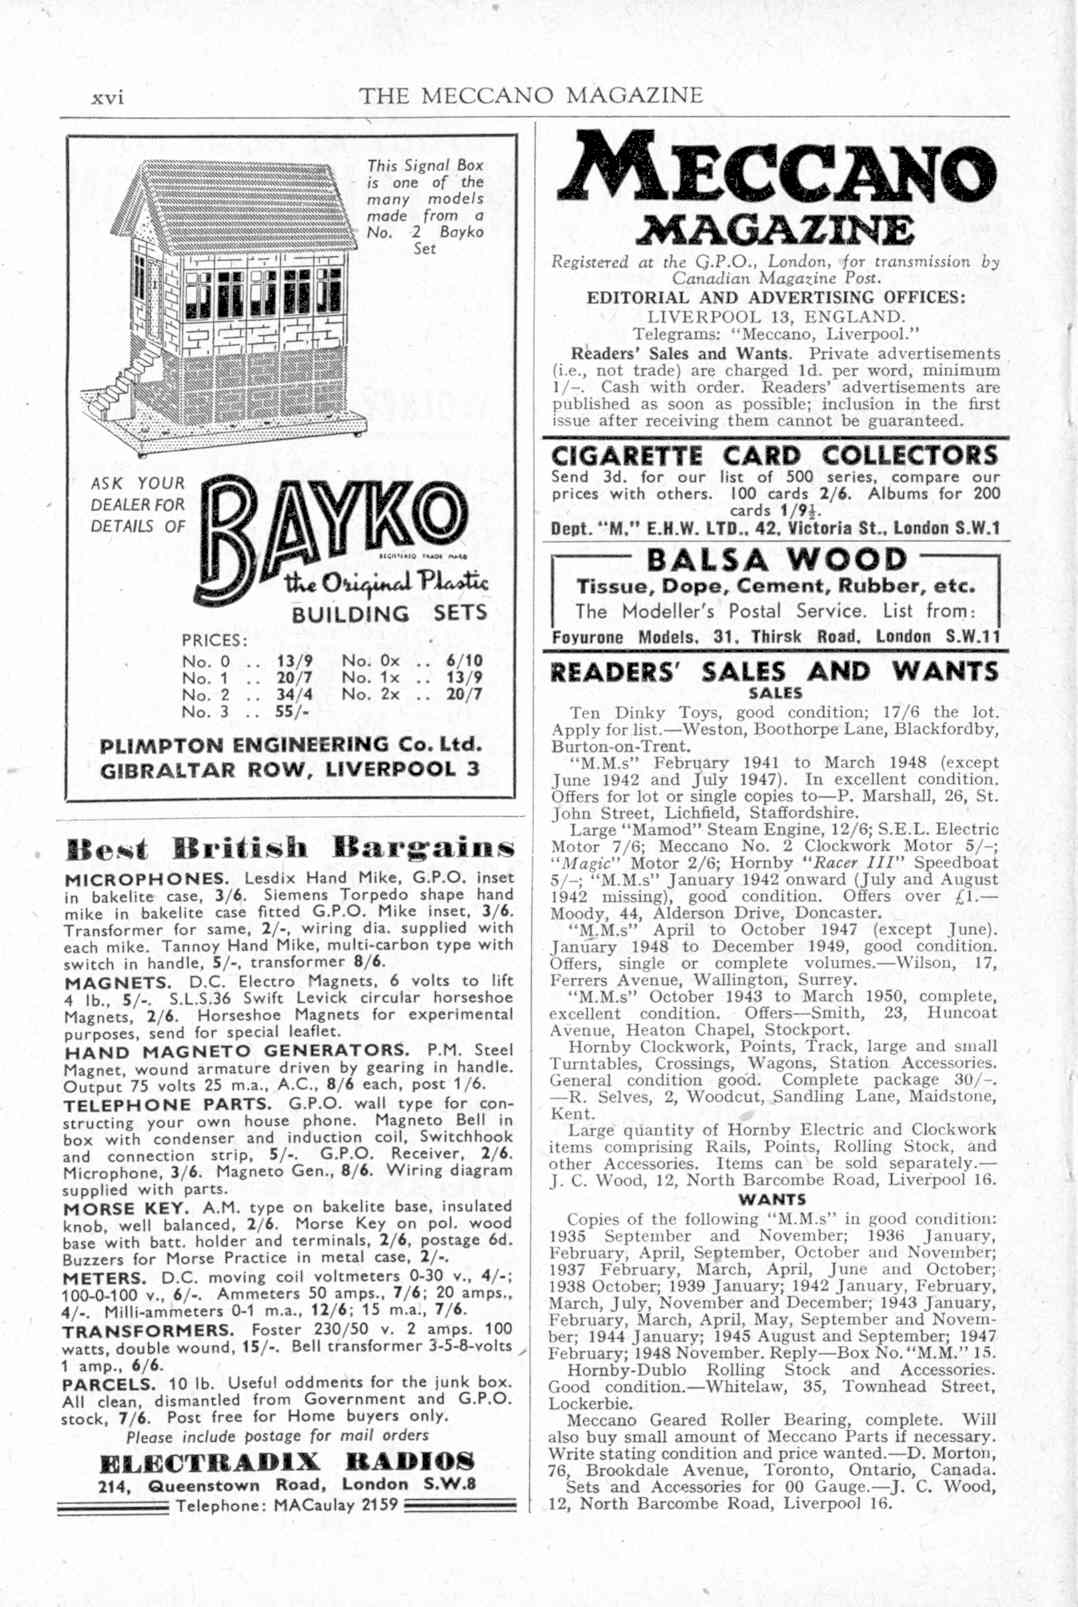 xvi
THE MECCANO MAGAZINE
This Signal Box
is one of the
many models
made from a
No. 2 Bayko
Set
ASK YOUR
DEALER FOR
DETAILS OF
BAYKO
REGISTERED TRADE MARK
the Original Plastic
BUILDING SETS
PRICES:
No. 0 .. 13/9 No. 0x .. 6/10
No. 1 .. 20/7 No. 1x .. 13/9
No. 2 .. 34/4 No. 2x .. 20/7
No. 3 .. 55/-
PLIMPTON ENGINEERING Co. Ltd.
GIBRALTAR ROW, LIVERPOOL 3
Best British Bargains
MICROPHONES. Lesdix Hand Mike, G.P.O. inset
in bakelite case, 3/6. Siemens Torpedo shape hand
mike in bakelite case fitted G.P.O. Mike inset, 3/6.
Transformer for same, 2/-, wiring dia. supplied with
each mike. Tannoy Hand Mike, multi-carbon type with
switch in handle, 5/-, transformer 8/6.
MAGNETS. D.C. Electro Magnets, 6 volts to lift
4 lb., 5/-. S.L.S.36 Swift Levick circular horseshoe
Magnets, 2/6. Horseshoe Magnets for experimental
purposes, send for special leaflet.
HAND MAGNETO GENERATORS. P.M. Steel
Magnet, wound armature driven by gearing in handle.
Output 75 volts 25 m.a., A.C., 8/6 each, post 1/6.
TELEPHONE PARTS. G.P.O. wall type for con-
structing your own house phone. Magneto Bell in
box with condenser and induction coil, Switchhook
and connection strip, 5/-. G.P.O. Receiver, 2/6.
Microphone, 3/6. Magneto Gen., 8/6. Wiring diagram
supplied with parts.
MORSE KEY. A.M. type on bakelite base, insulated
knob, well balanced, 2/6. Morse Key on pol. wood
base with batt. holder and terminals, 2/6, postage 6d.
Buzzers for Morse Practice in metal case, 2/-.
METERS. D.C. moving coil voltmeters 0-30 v., 4/-;
100-0-100 v., 6/-. Ammeters 50 amps., 7/6; 20 amps.,
4/-. Milli-ammeters 0-1 m.a., 12/6; 15 m.a., 7/6.
TRANSFORMERS. Foster 230/50 v. 2 amps. 100
watts, double wound, 15/-. Bell transformer 3-5-8-volts
1 amp., 6/6.
PARCELS. 10 lb. Useful oddments for the junk box.
All clean, dismantled from Government and G.P.O.
stock, 7/6. Post free for Home buyers only.
Please include postage for mail orders
ELECTRADIX RADIOS
214, Queenstown Road, London S.W.8
Telephone: MACaulay 2159
MECCANO
MAGAZINE
Registered at the G.P.O., London, for transmission by
Canadian Magazine Post.
EDITORIAL AND ADVERTISING OFFICES:
LIVERPOOL 13, ENGLAND.
Telegrams: "Meccano, Liverpool."
Readers' Sales and Wants. Private advertisements
(i.e., not trade) are charged 1d. per word, minimum
1/-. Cash with order. Readers' advertisements are
published as soon as possible; inclusion in the first
issue after receiving them cannot be guaranteed.
CIGARETTE CARD COLLECTORS
Send 3d. for our list of 500 series, compare our
prices with others. 100 cards 2/6. Albums for 200
cards 1/9½.
Dept. "M." E.H.W. LTD., 42, Victoria St., London S.W.1
BALSA WOOD
Tissue, Dope, Cement, Rubber, etc.
The Modeller's Postal Service. List from:
Foyurone Models, 31, Thirsk Road, London S.W.11
READERS' SALES AND WANTS
SALES
Ten Dinky Toys, good condition; 17/6 the lot.
Apply for list.—Weston, Boothorpe Lane, Blackfordby,
Burton-on-Trent.
"M.M.s" February 1941 to March 1948 (except
June 1942 and July 1947). In excellent condition.
Offers for lot or single copies to—P. Marshall, 26, St.
John Street, Lichfield, Staffordshire.
Large "Mamod" Steam Engine, 12/6; S.E.L. Electric
Motor 7/6; Meccano No. 2 Clockwork Motor 5/-;
"Magic" Motor 2/6; Hornby "Racer III" Speedboat
5/-; "M.M.s" January 1942 onward (July and August
1942 missing), good condition. Offers over £1.—
Moody, 44, Alderson Drive, Doncaster.
"M.M.s" April to October 1947 (except June).
January 1948 to December 1949, good condition.
Offers, single or complete volumes.—Wilson, 17,
Ferrers Avenue, Wallington, Surrey.
"M.M.s" October 1943 to March 1950, complete,
excellent condition. Offers—Smith, 23, Huncoat
Avenue, Heaton Chapel, Stockport.
Hornby Clockwork, Points, Track, large and small
Turntables, Crossings, Wagons, Station Accessories.
General condition good. Complete package 30/-.
—R. Selves, 2, Woodcut, Sandling Lane, Maidstone,
Kent.
Large quantity of Hornby Electric and Clockwork
items comprising Rails, Points, Rolling Stock, and
other Accessories. Items can be sold separately.—
J. C. Wood, 12, North Barcombe Road, Liverpool 16.
WANTS
Copies of the following "M.M.s" in good condition:
1935 September and November; 1936 January,
February, April, September, October and November;
1937 February, March, April, June and October;
1938 October; 1939 January; 1942 January, February,
March, July, November and December; 1943 January,
February, March, April, May, September and Novem-
ber; 1944 January; 1945 August and September; 1947
February; 1948 November. Reply—Box No. "M.M." 15.
Hornby-Dublo Rolling Stock and Accessories.
Good condition.—Whitelaw, 35, Townhead Street,
Lockerbie.
Meccano Geared Roller Bearing, complete. Will
also buy small amount of Meccano Parts if necessary.
Write stating condition and price wanted.—D. Morton,
76, Brookdale Avenue, Toronto, Ontario, Canada.
Sets and Accessories for 00 Gauge.—J. C. Wood,
12, North Barcombe Road, Liverpool 16.